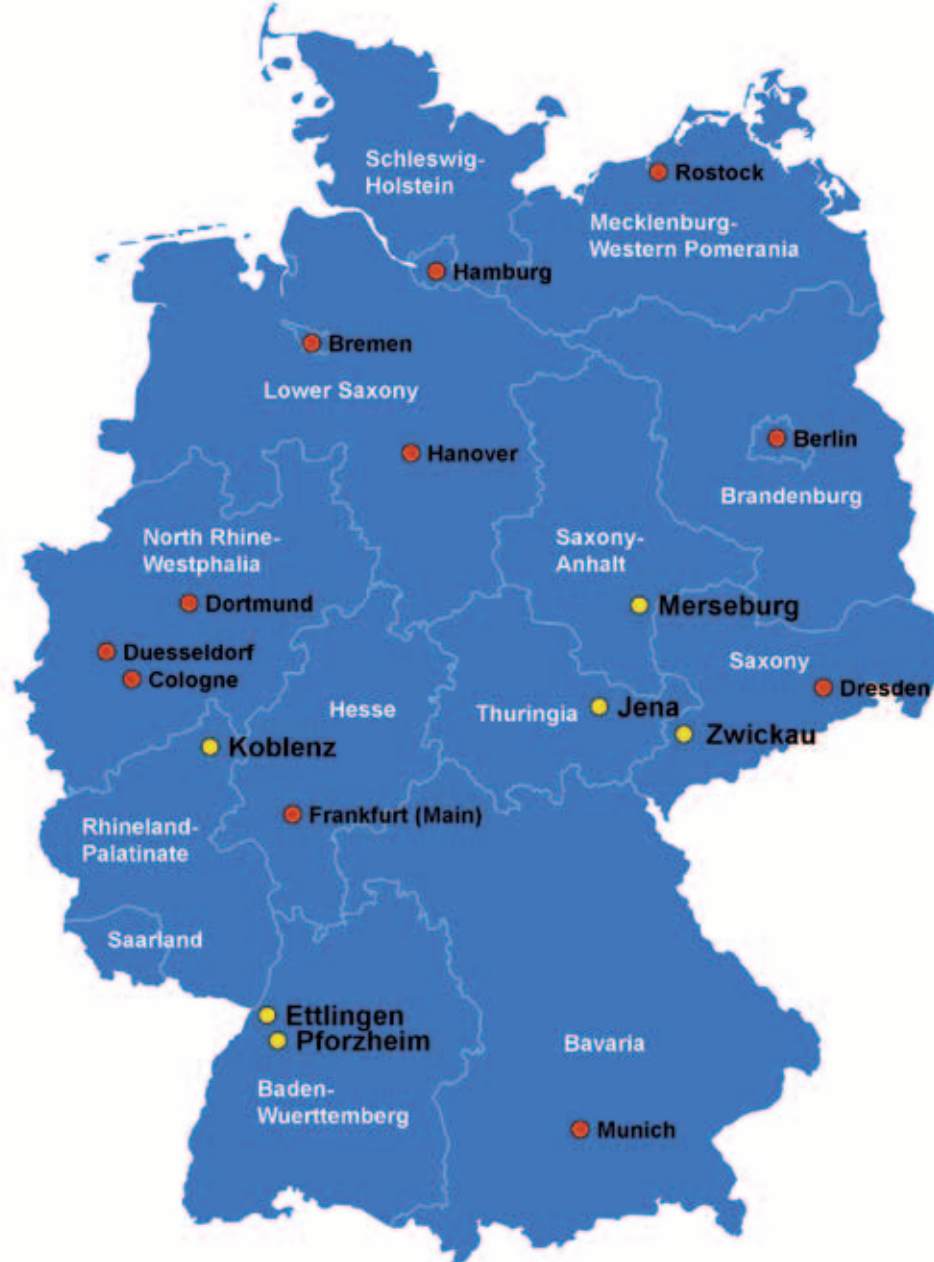 Schleswig-
Holstein
Rostock
Mecklenburg-
Western Pomerania
Hamburg
Bremen
Lower Saxony
Hanover
Berlin
Brandenburg
North Rhine-
Westphalia
Saxony-
Anhalt
Dortmund
Merseburg
Duesseldorf
Cologne
Saxony
Dresden
Hesse
Thuringia
Jena
Zwickau
Koblenz
Frankfurt (Main)
Rhineland-
Palatinate
Saarland
Ettlingen
Pforzheim
Bavaria
Baden-
Wuerttemberg
Munich